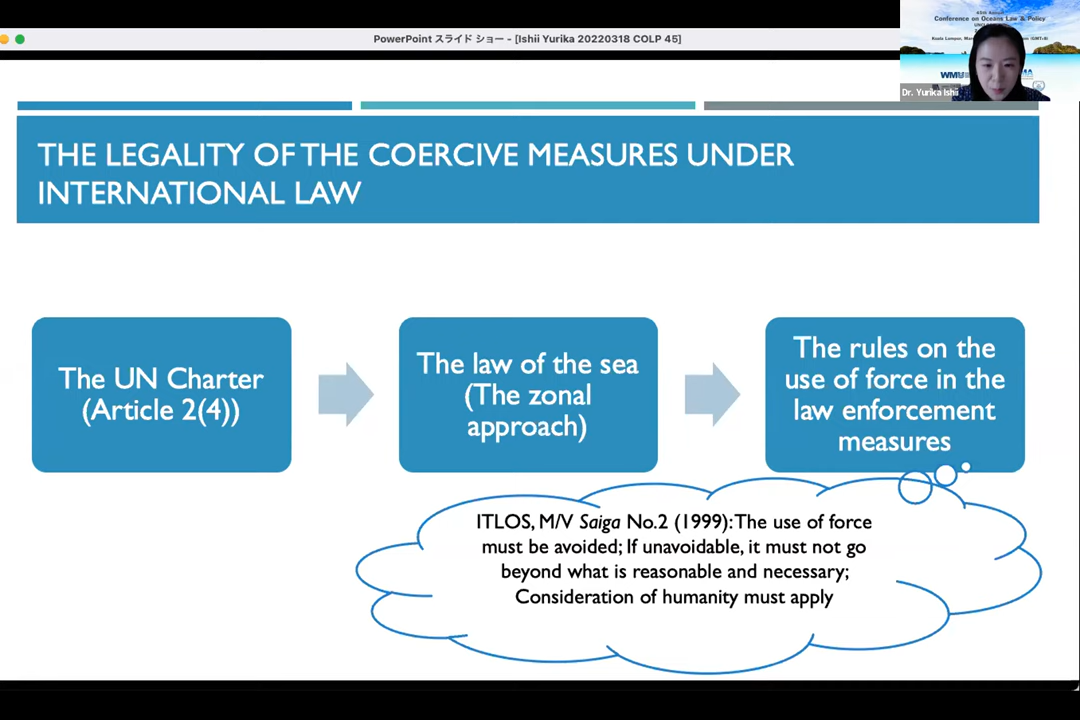 PowerPoint スライド ショー - [Ishii Yurika 20220318 COLP 45]
Conference on Oceans Law & Policy
Dr. Yurika Ishii
THE LEGALITY OF THE COERCIVE MEASURES UNDER
INTERNATIONAL LAW
The UN Charter
(Article 2(4))
The law of the sea
(The zonal
approach)
The rules on the
use of force in the
law enforcement
measures
ITLOS, M/V Saiga No.2 (1999): The use of force
must be avoided; If unavoidable, it must not go
beyond what is reasonable and necessary;
Consideration of humanity must apply